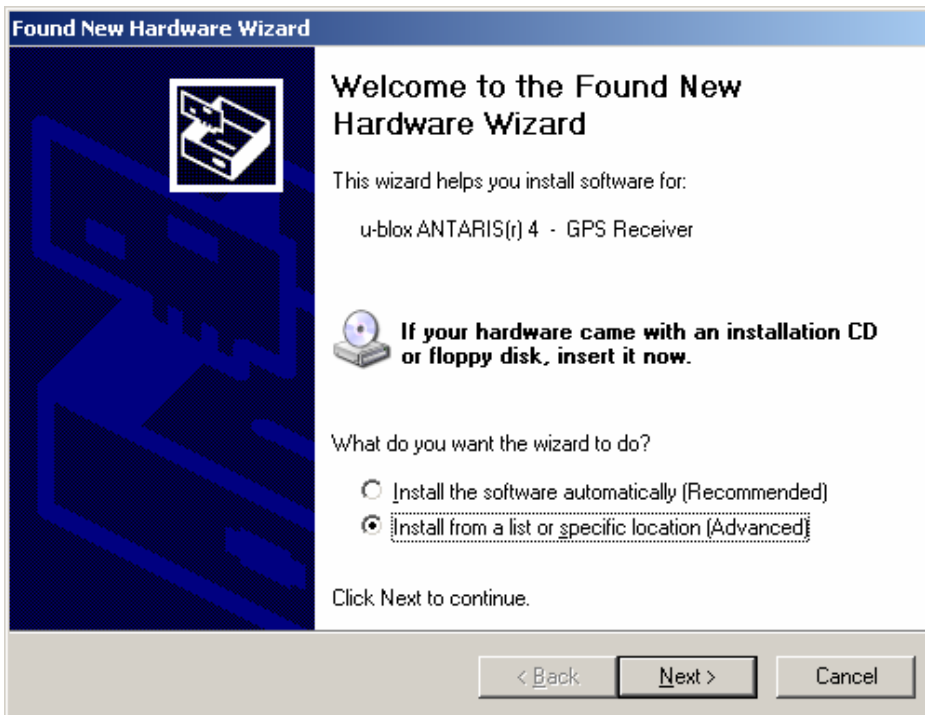 Found New Hardware Wizard
Welcome to the Found New
Hardware Wizard
This wizard helps you install software for:
u-blox ANTARIS(r) 4 - GPS Receiver
If your hardware came with an installation CD
or floppy disk, insert it now.
What do you want the wizard to do?
Install the software automatically (Recommended)
Install from a list or specific location (Advanced)
Click Next to continue.
< Back Next > Cancel